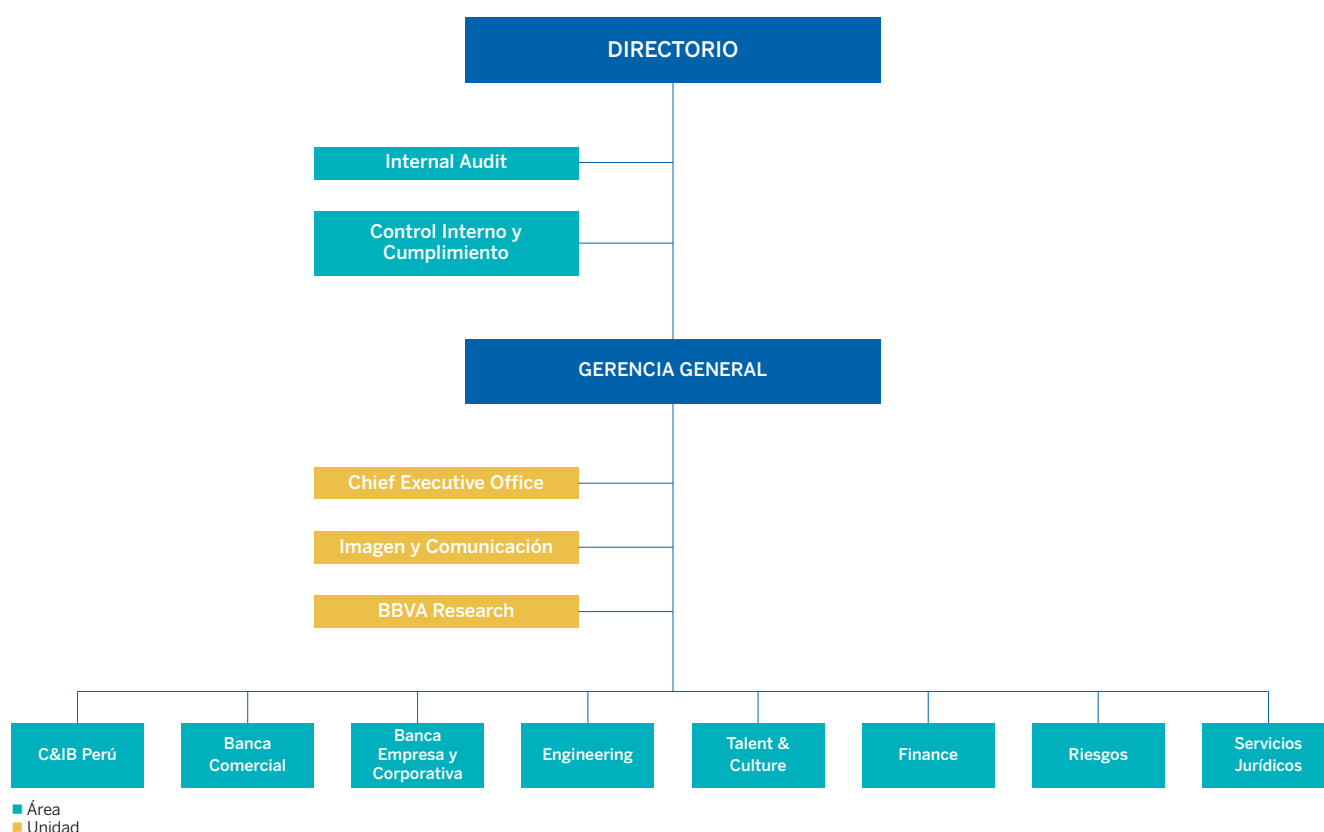 DIRECTORIO
Internal Audit
Control Interno y
Cumplimiento
GERENCIA GENERAL
Chief Executive Office
Imagen y Comunicación
BBVA Research
C&IB Perú
Banca
Comercial
Banca
Empresa y
Corporativa
Engineering
Talent &
Culture
Finance
Riesgos
Servicios
Jurídicos
Área
Unidad